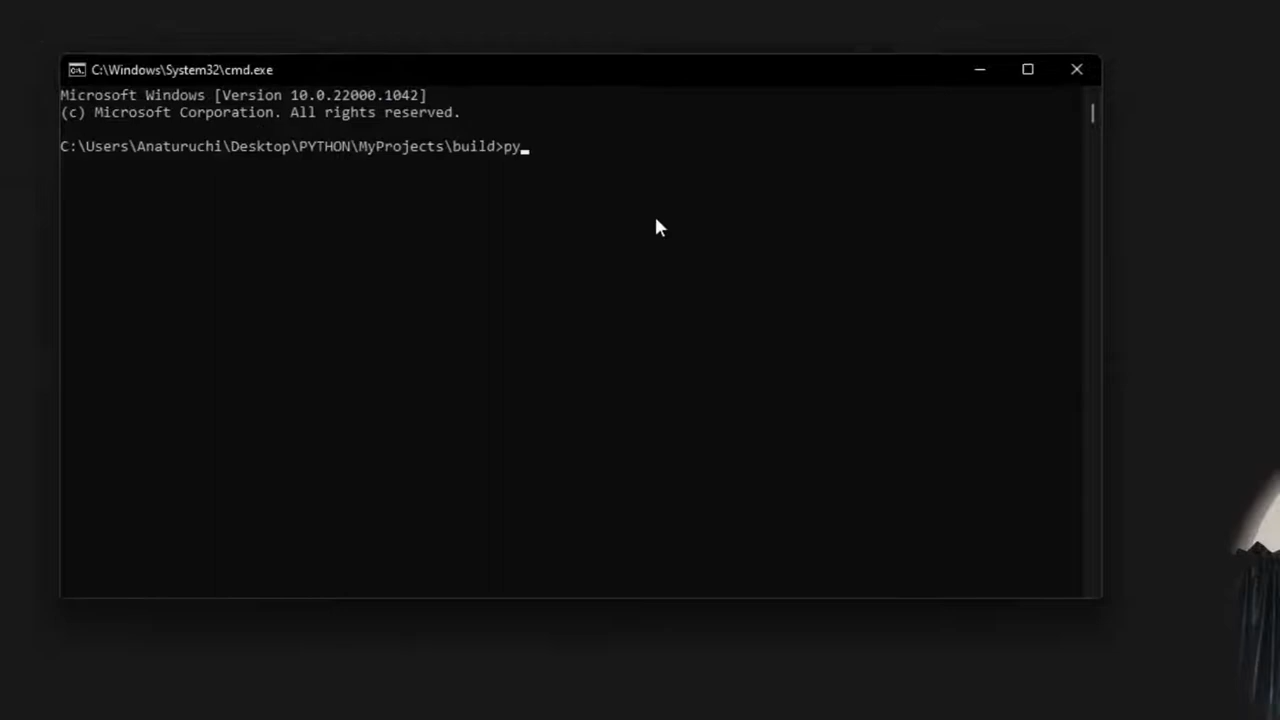 C:\Windows\System32\cmd.exe
Microsoft Windows [Version 10.0.22000.1042]
(c) Microsoft Corporation. All rights reserved.
C:\Users\Anaturuchi\Desktop\PYTHON\MyProjects\build>py